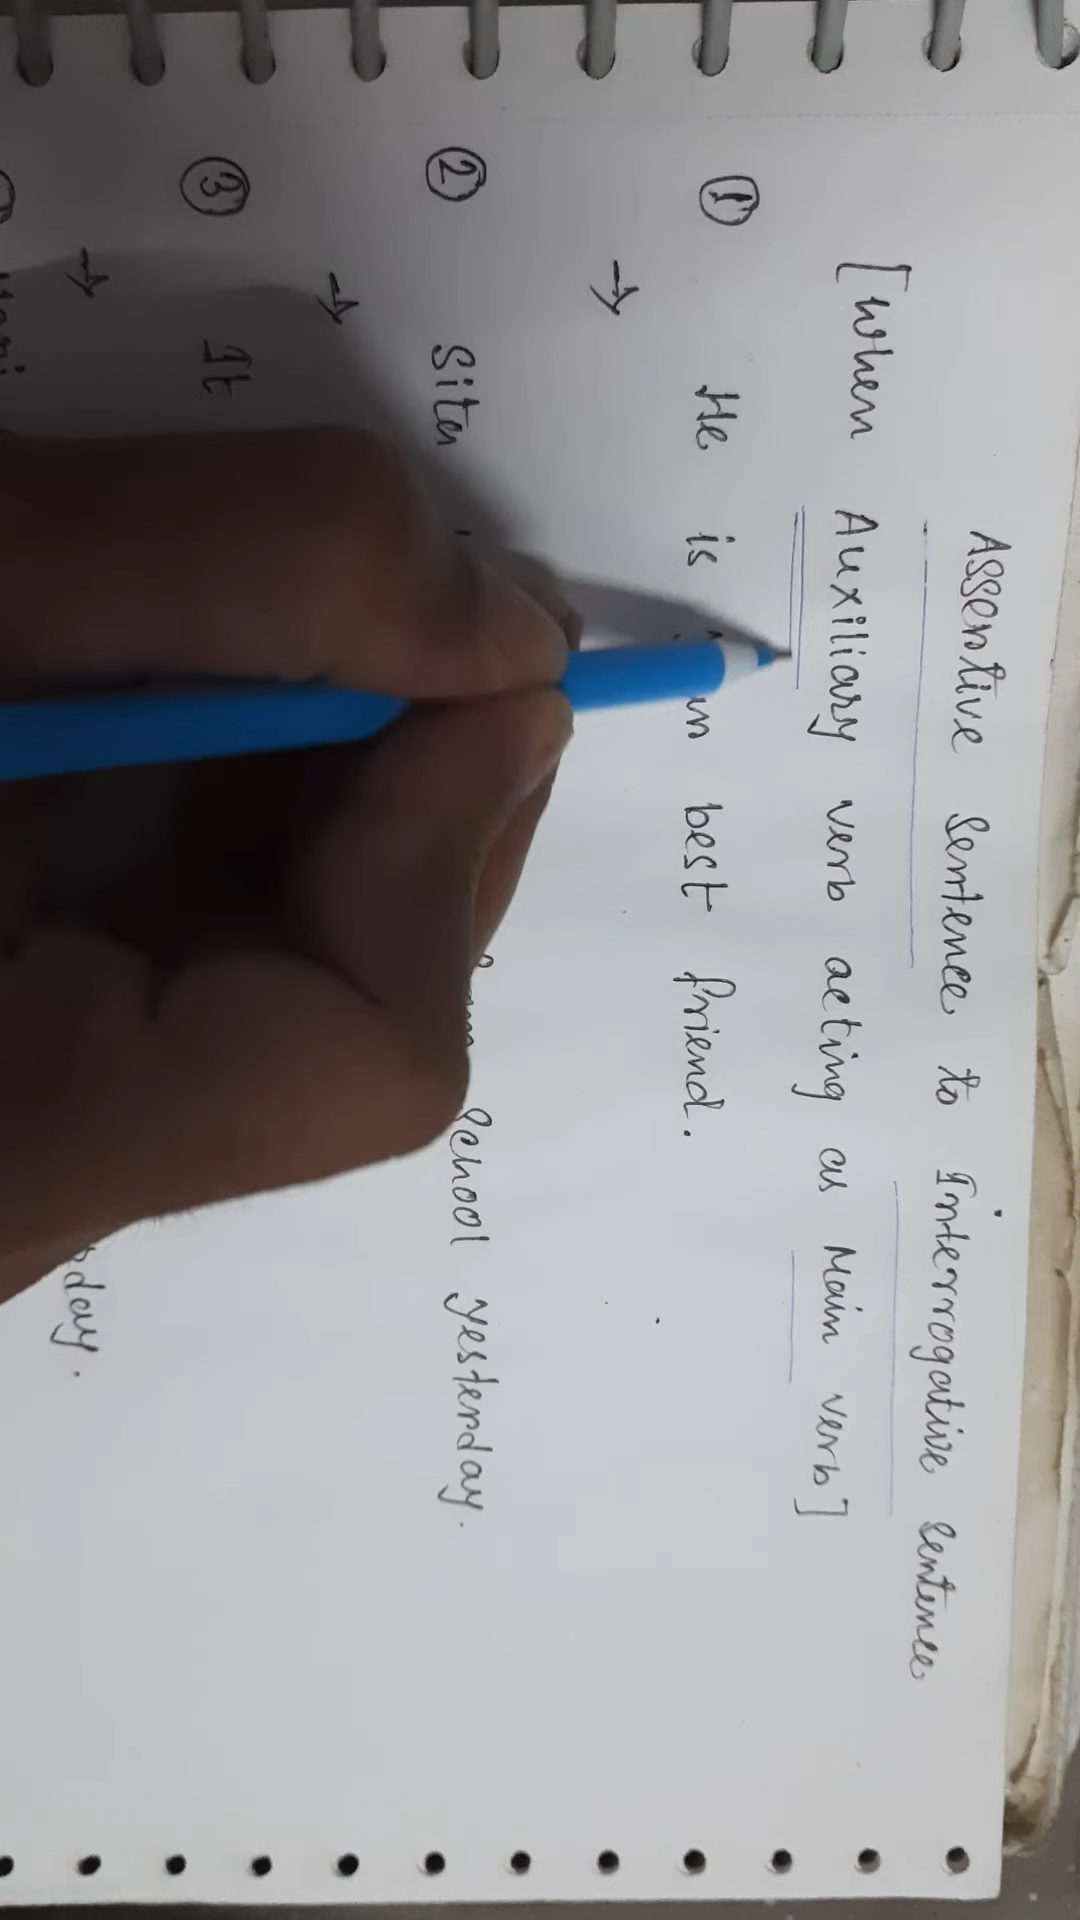 Assertive Sentence to Interrogative Sentence
[When Auxiliary verb acting as Main verb]
① He is best friend.
→
② Sita school yesterday.
→
③ It
→